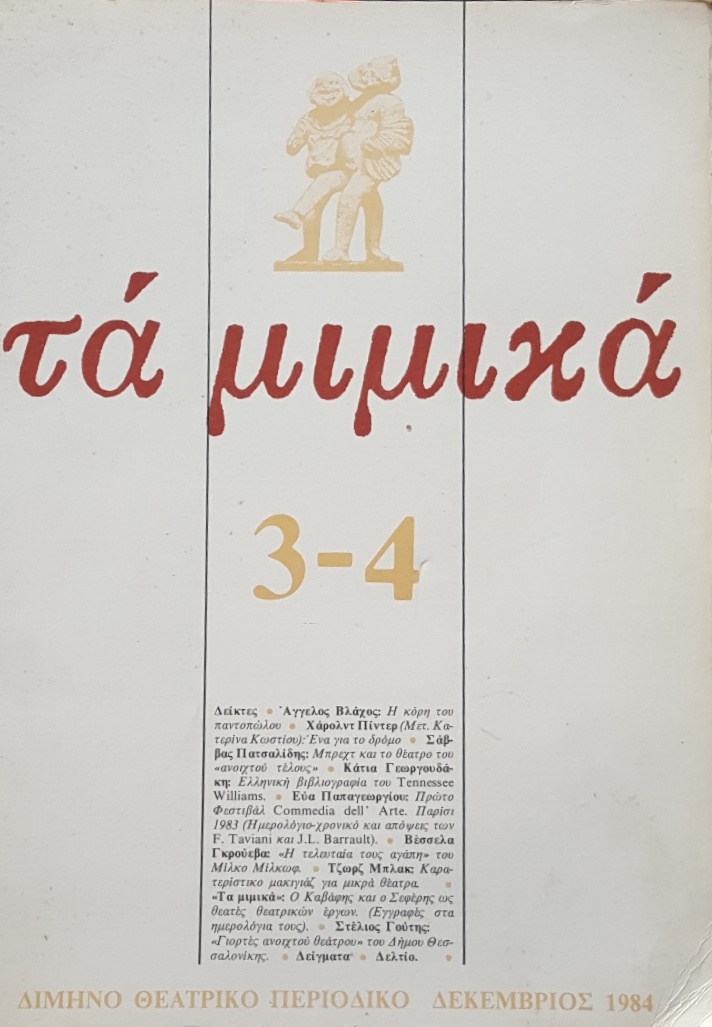 τά μιμικά
3-4
Δείκτες • Άγγελος Βλάχος: Η κόρη του
παντοπώλου • Χάρολντ Πίντερ (Μετ. Κα-
τερίνα Κωστίου): Ένα για το δρόμο • Σάβ-
βας Πατσαλίδης: Μπρεχτ και το θέατρο του
«ανοιχτού τέλους» • Κάτια Γεωργουδά-
κη: Ελληνική βιβλιογραφία του Tennessee
Williams. • Εύα Παπαγεωργίου: Πρώτο
Φεστιβάλ Commedia dell' Arte. Παρίσι
1983 (Ημερολόγιο-χρονικό και απόψεις των
F. Taviani και J.L. Barrault). • Βέσσελα
Γκρούεβα: «Η τελευταία τους αγάπη» του
Μίλκο Μίλκωφ. • Τζωρζ Μπλακ: Καρα-
τερίστικο μακιγιάζ για μικρά θέατρα. •
«Τα μιμικά»: Ο Καβάφης και ο Σεφέρης ως
θεατές θεατρικών έργων. (Εγγραφές στα
ημερολόγια τους). • Στέλιος Γούτης:
«Γιορτές ανοιχτού θεάτρου» του Δήμου Θεσ-
σαλονίκης. • Δείγματα • Δελτίο. •
ΔΙΜΗΝΟ ΘΕΑΤΡΙΚΟ ΠΕΡΙΟΔΙΚΟ ΔΕΚΕΜΒΡΙΟΣ 1984